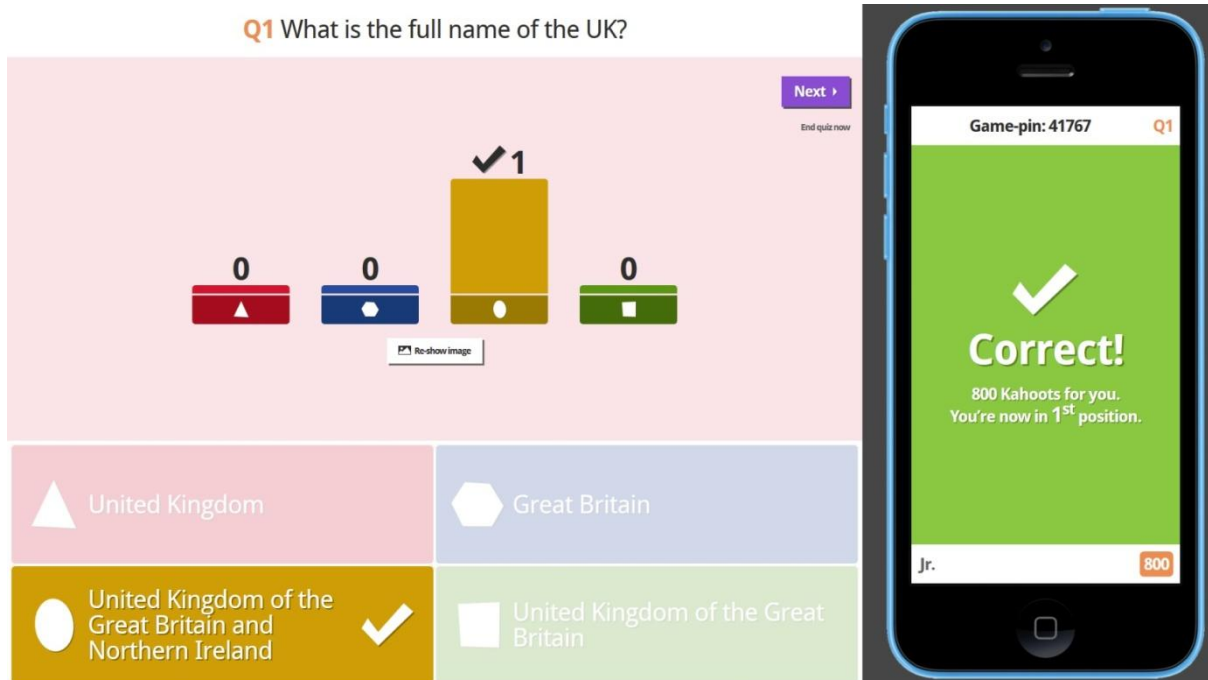 Q1 What is the full name of the UK?
Next
End quiz now
1
0
0
0
Re-show image
United Kingdom
Great Britain
United Kingdom of the
Great Britain and
Northern Ireland
United Kingdom of the Great
Britain
Game-pin: 41767
Q1
Correct!
800 Kahoots for you.
You're now in 1st position.
Jr.
800